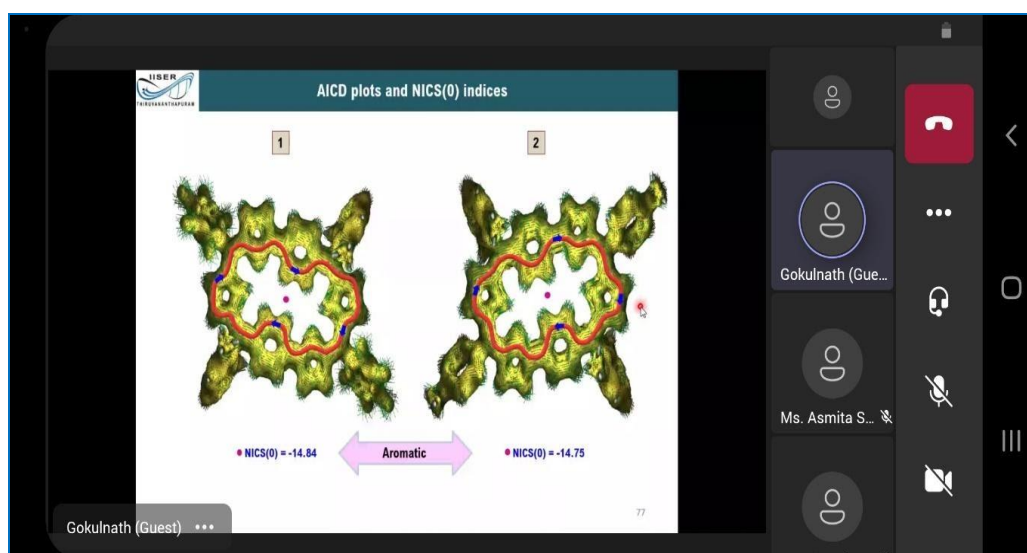 IISER
THIRUVANANTHAPURAM
AICD plots and NICS(0) indices
1
2
NICS(0) = -14.84
Aromatic
NICS(0) = -14.75
77
Gokulnath (Guest) •••
Gokulnath (Gue...
Ms. Asmita S...